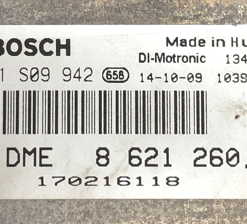 BOSCH
Made in Hu
DI-Motronic 134
1 S09 942 658 14-10-09 1039
DME 8 621 260.
170216118